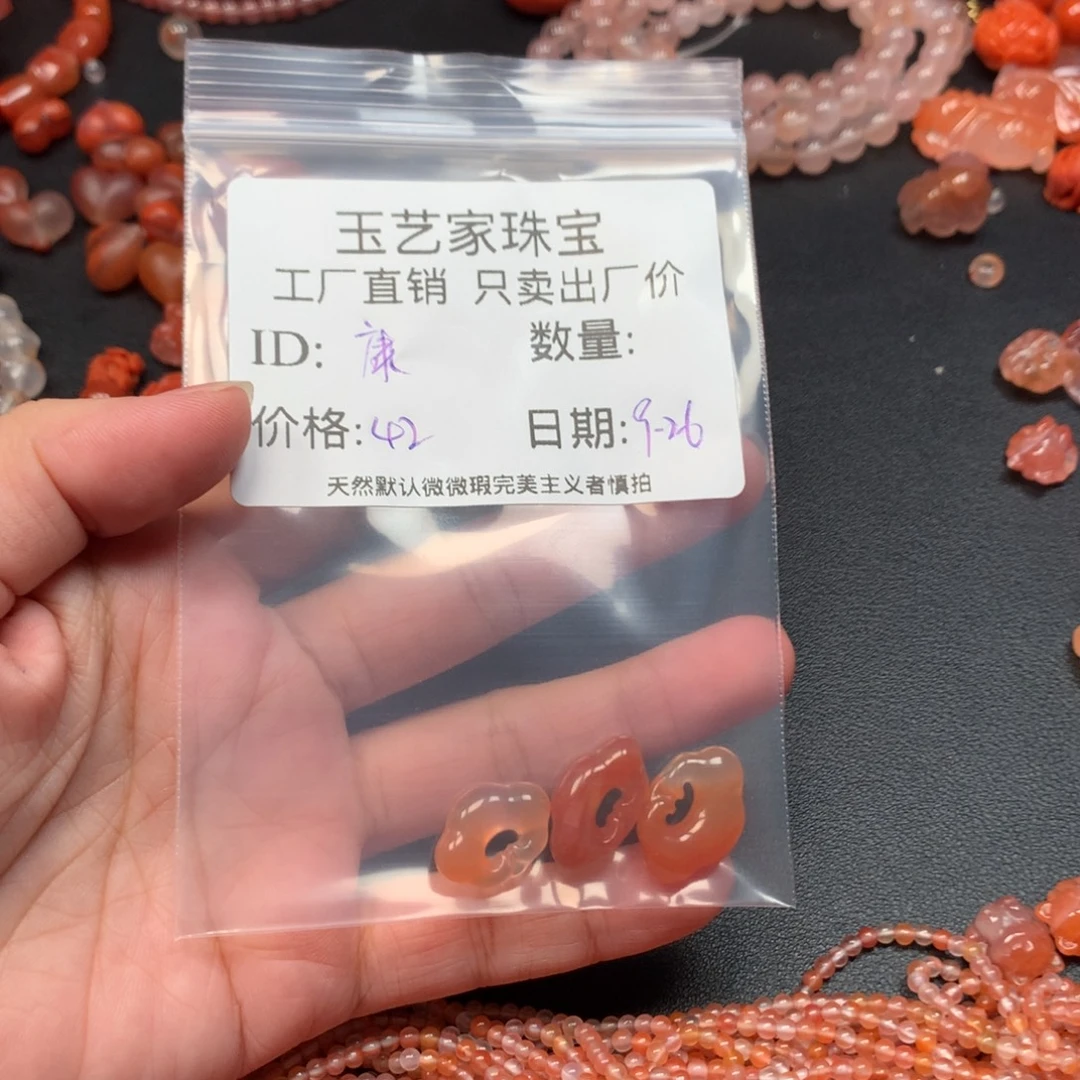 玉艺家珠宝
工厂直销 只卖出厂价
ID: 康 数量:
价格:42 日期:9-26
天然默认微微瑕完美主义者慎拍